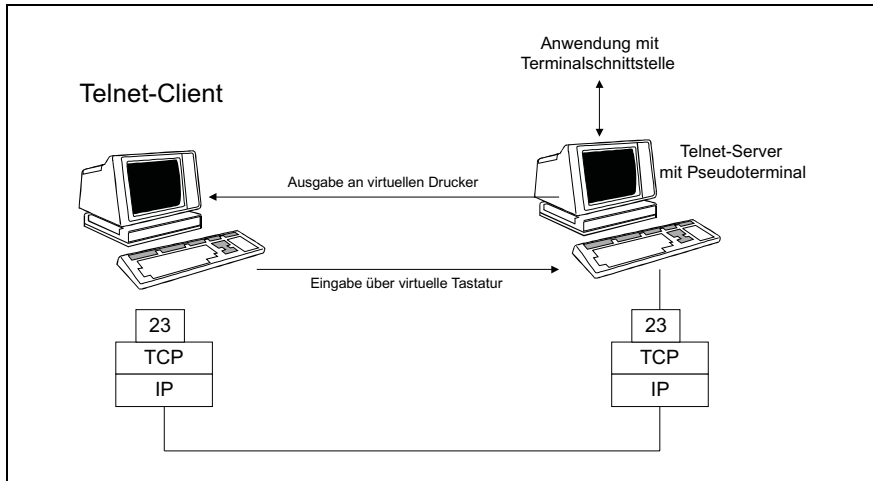 Anwendung mit
Terminalschnittstelle
Telnet-Client
Telnet-Server
mit Pseudoterminal
Ausgabe an virtuellen Drucker
Eingabe über virtuelle Tastatur
23
TCP
IP
23
TCP
IP